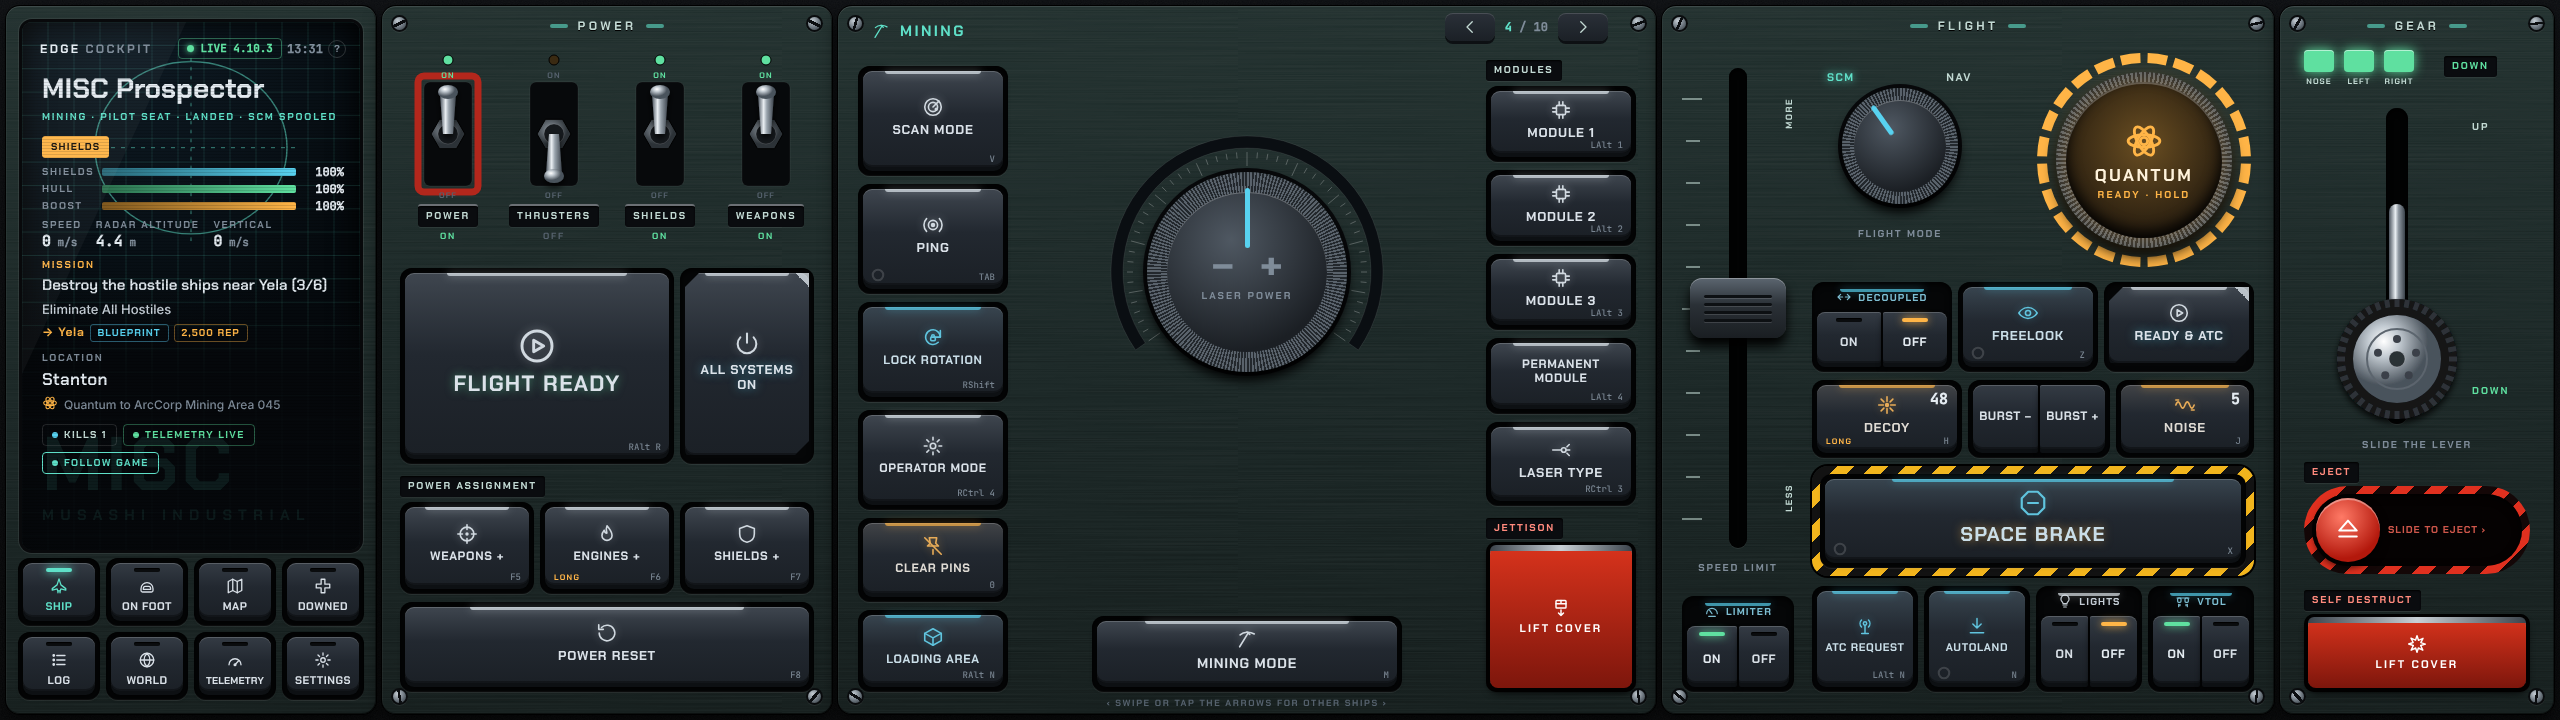 EDGE COCKPIT
LIVE 4.10.3
13:31
?
MISC Prospector
MINING · PILOT SEAT · LANDED · SCM SPOOLED
SHIELDS
SHIELDS 100%
HULL 100%
BOOST 100%
SPEED RADAR ALTITUDE VERTICAL
0 m/s 4.4 m 0 m/s
MISSION
Destroy the hostile ships near Yela (3/6)
Eliminate All Hostiles
→ Yela BLUEPRINT 2,500 REP
LOCATION
Stanton
Quantum to ArcCorp Mining Area 045
KILLS 1 TELEMETRY LIVE
FOLLOW GAME
MISC
MUSASHI INDUSTRIAL
SHIP ON FOOT MAP DOWNED
LOG WORLD TELEMETRY SETTINGS
POWER
ON ON ON ON
OFF OFF OFF OFF
POWER THRUSTERS SHIELDS WEAPONS
ON OFF ON ON
FLIGHT READY
RAlt R
ALL SYSTEMS
ON
POWER ASSIGNMENT
WEAPONS +
F5
ENGINES +
LONG F6
SHIELDS +
F7
POWER RESET
F8
MINING
4 / 10
SCAN MODE
V
PING
TAB
LOCK ROTATION
RShift
OPERATOR MODE
RCtrl 4
CLEAR PINS
0
LOADING AREA
RAlt N
− +
LASER POWER
MINING MODE
M
‹ SWIPE OR TAP THE ARROWS FOR OTHER SHIPS ›
MODULES
MODULE 1
LAlt 1
MODULE 2
LAlt 2
MODULE 3
LAlt 3
PERMANENT
MODULE
LAlt 4
LASER TYPE
RCtrl 3
JETTISON
LIFT COVER
FLIGHT
MORE
LESS
SPEED LIMIT
LIMITER
ON OFF
SCM NAV
FLIGHT MODE
QUANTUM
READY · HOLD
DECOUPLED
ON OFF
FREELOOK
Z
READY & ATC
48
DECOY
LONG H
BURST − BURST +
5
NOISE
J
SPACE BRAKE
X
ATC REQUEST
LAlt N
AUTOLAND
N
LIGHTS
ON OFF
VTOL
ON OFF
GEAR
NOSE LEFT RIGHT
DOWN
UP
DOWN
SLIDE THE LEVER
EJECT
SLIDE TO EJECT ›
SELF DESTRUCT
LIFT COVER